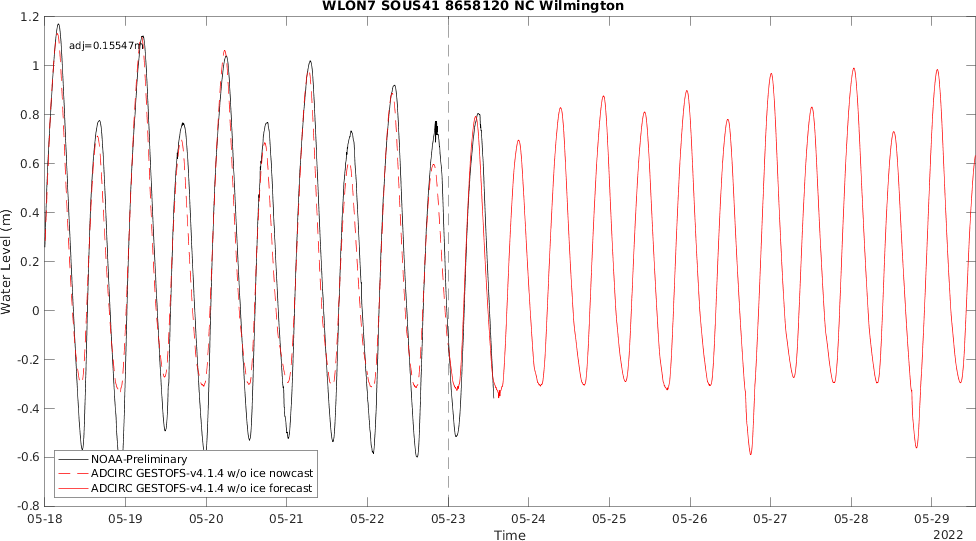 WLON7 SOUS41 8658120 NC Wilmington
adj=0.15547m
Water Level (m)
1.2
1
0.8
0.6
0.4
0.2
0
-0.2
-0.4
-0.6
-0.8
NOAA-Preliminary
ADCIRC GESTOFS-v4.1.4 w/o ice nowcast
ADCIRC GESTOFS-v4.1.4 w/o ice forecast
05-18 05-19 05-20 05-21 05-22 05-23 05-24 05-25 05-26 05-27 05-28 05-29
Time
2022